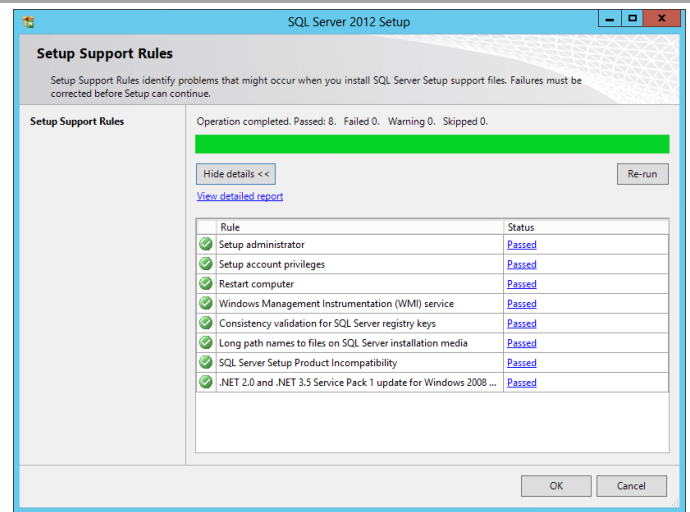 SQL Server 2012 Setup
Setup Support Rules
Setup Support Rules identify problems that might occur when you install SQL Server Setup support files. Failures must be
corrected before Setup can continue.
Setup Support Rules
Operation completed. Passed: 8. Failed 0. Warning 0. Skipped 0.
Hide details <<
Re-run
View detailed report
Rule Status
Setup administrator Passed
Setup account privileges Passed
Restart computer Passed
Windows Management Instrumentation (WMI) service Passed
Consistency validation for SQL Server registry keys Passed
Long path names to files on SQL Server installation media Passed
SQL Server Setup Product Incompatibility Passed
.NET 2.0 and .NET 3.5 Service Pack 1 update for Windows 2008 ... Passed
OK Cancel